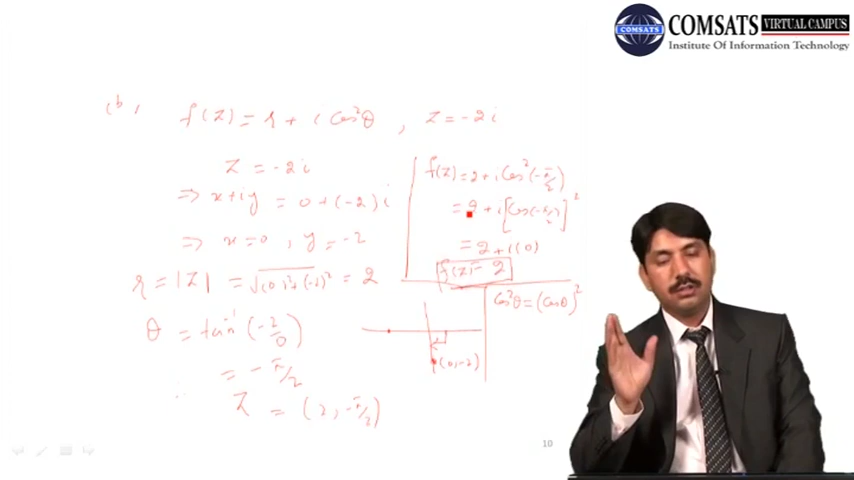 COMSATS VIRTUAL CAMPUS
COMSATS
Institute Of Information Technology
(b)
f(z) = r + i Cos²θ , z = -2i
z = -2i
⇒ x+iy = 0+(-2)i
⇒ x=0 , y=-2
r = |z| = √(0)²+(-2)² = 2
θ = tan⁻¹(-2/0)
= -π/2
∴ z = (2, -π/2)
f(z) = 2+i Cos²(-π/2)
= 2+i[Cos(-π/2)]²
= 2+i(0)
f(z) = 2
Cos²θ = (Cosθ)²
(0,-2)
10